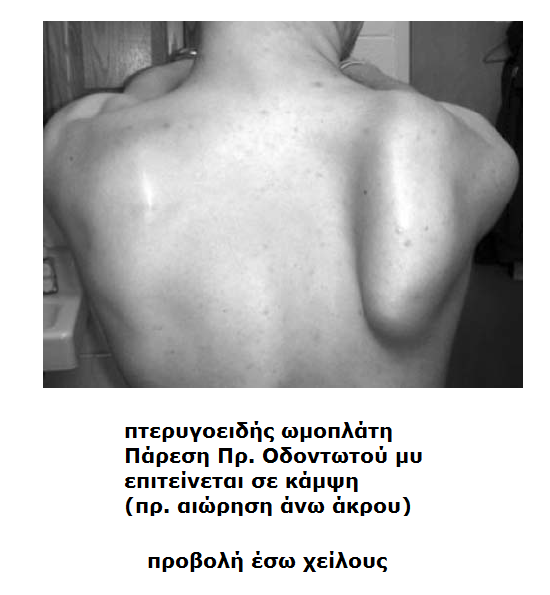 πτερυγοειδής ωμοπλάτη
Πάρεση Πρ. Οδοντωτού μυ
επιτείνεται σε κάμψη
(πρ. αιώρηση άνω άκρου)
προβολή έσω χείλους